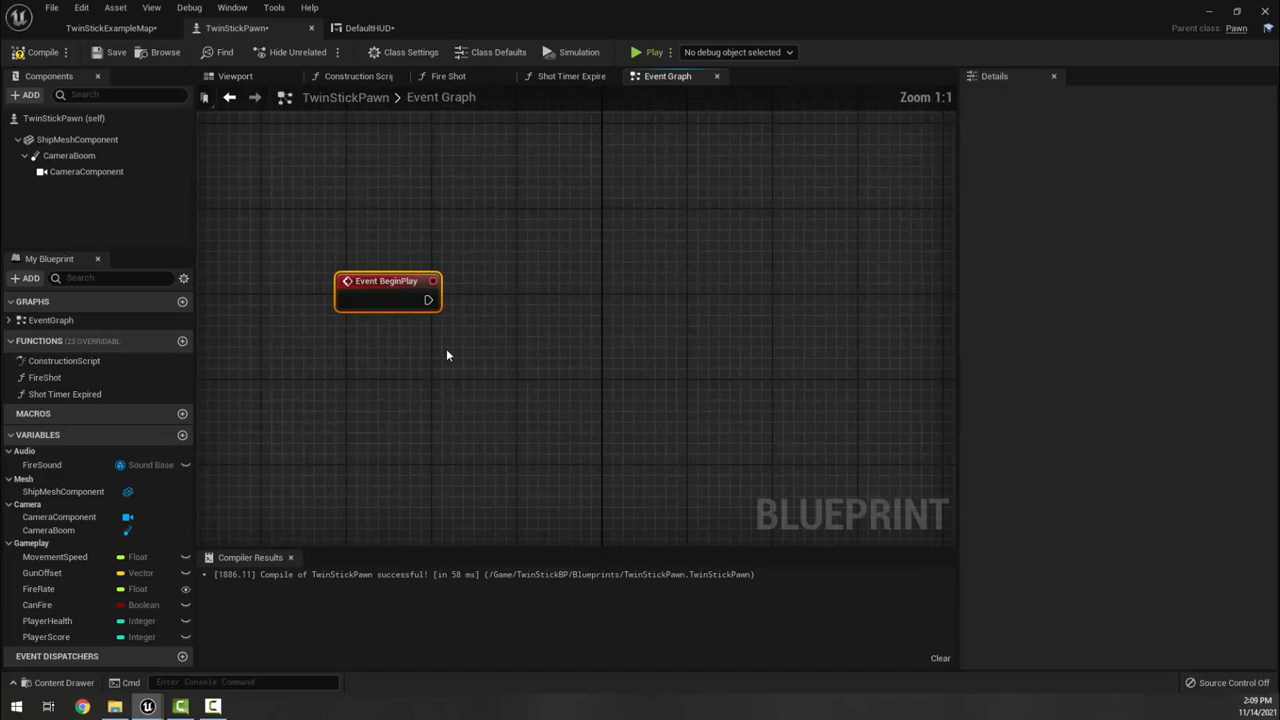 File Edit Asset View Debug Window Tools Help
TwinStickExampleMap• TwinStickPawn• DefaultHUD• Parent class: Pawn
Compile Save Browse Find Hide Unrelated Class Settings Class Defaults Simulation Play No debug object selected
Components Viewport Construction Scrip Fire Shot Shot Timer Expire Event Graph Details
+ ADD Search TwinStickPawn > Event Graph Zoom 1:1
TwinStickPawn (self)
ShipMeshComponent
CameraBoom
CameraComponent
My Blueprint
+ ADD Search
Event BeginPlay
GRAPHS
EventGraph
FUNCTIONS (23 OVERRIDABL
ConstructionScript
FireShot
Shot Timer Expired
MACROS
VARIABLES
Audio
FireSound Sound Base
Mesh
ShipMeshComponent
Camera
CameraComponent
BLUEPRINT
CameraBoom
Gameplay
MovementSpeed Float
Compiler Results
GunOffset Vector
[1886.11] Compile of TwinStickPawn successful! [in 58 ms] (/Game/TwinStickBP/Blueprints/TwinStickPawn.TwinStickPawn)
FireRate Float
CanFire Boolean
PlayerHealth Integer
PlayerScore Integer
EVENT DISPATCHERS
Clear
Content Drawer Cmd Enter Console Command Source Control Off
2:09 PM
11/14/2021